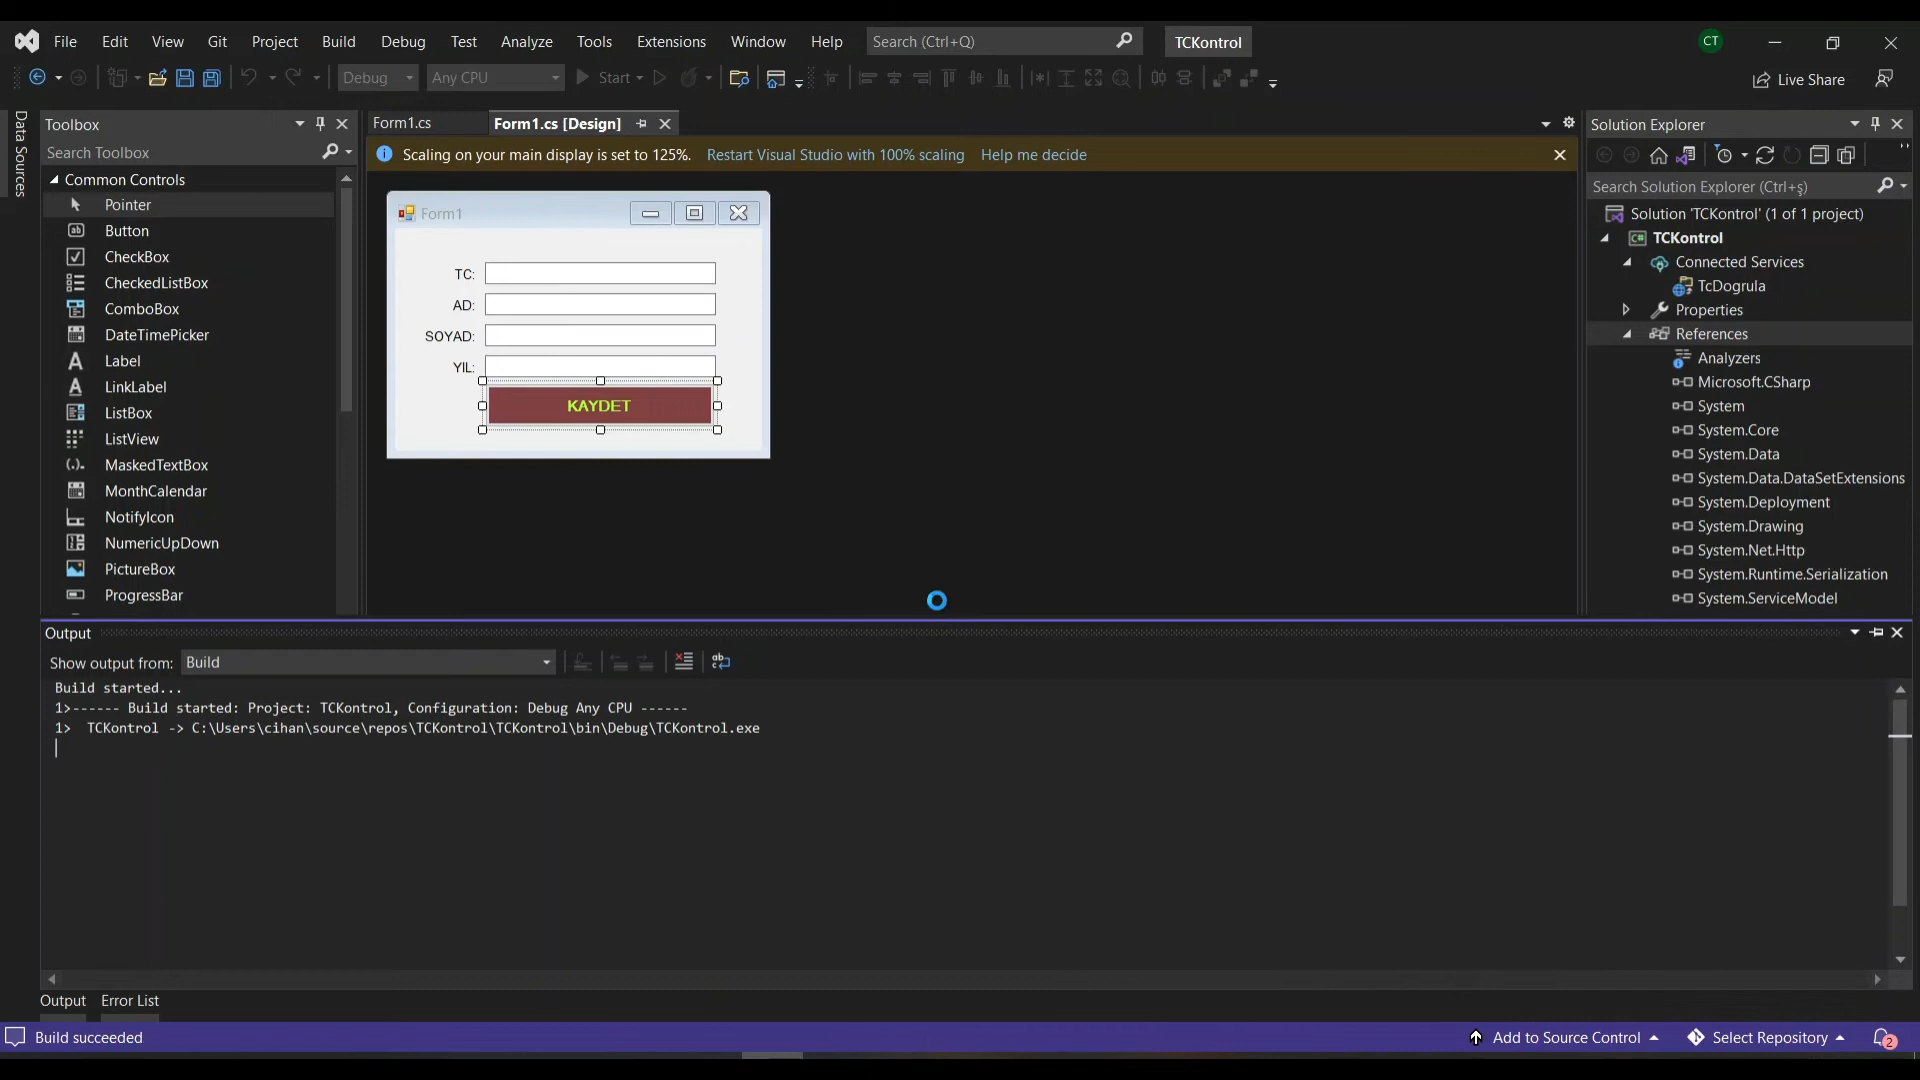 File Edit View Git Project Build Debug Test Analyze Tools Extensions Window Help Search (Ctrl+Q) TCKontrol CT
Debug Any CPU Start Live Share
Data Sources
Toolbox
Search Toolbox
Common Controls
Pointer
Button
CheckBox
CheckedListBox
ComboBox
DateTimePicker
Label
LinkLabel
ListBox
ListView
MaskedTextBox
MonthCalendar
NotifyIcon
NumericUpDown
PictureBox
ProgressBar
Form1.cs Form1.cs [Design]
Scaling on your main display is set to 125%. Restart Visual Studio with 100% scaling Help me decide
Form1
TC:
AD:
SOYAD:
YIL:
KAYDET
Solution Explorer
Search Solution Explorer (Ctrl+ş)
Solution 'TCKontrol' (1 of 1 project)
TCKontrol
Connected Services
TcDogrula
Properties
References
Analyzers
Microsoft.CSharp
System
System.Core
System.Data
System.Data.DataSetExtensions
System.Deployment
System.Drawing
System.Net.Http
System.Runtime.Serialization
System.ServiceModel
Output
Show output from: Build
Build started...
1>------ Build started: Project: TCKontrol, Configuration: Debug Any CPU ------
1>  TCKontrol -> C:\Users\cihan\source\repos\TCKontrol\TCKontrol\bin\Debug\TCKontrol.exe
Output Error List
Build succeeded Add to Source Control Select Repository 2